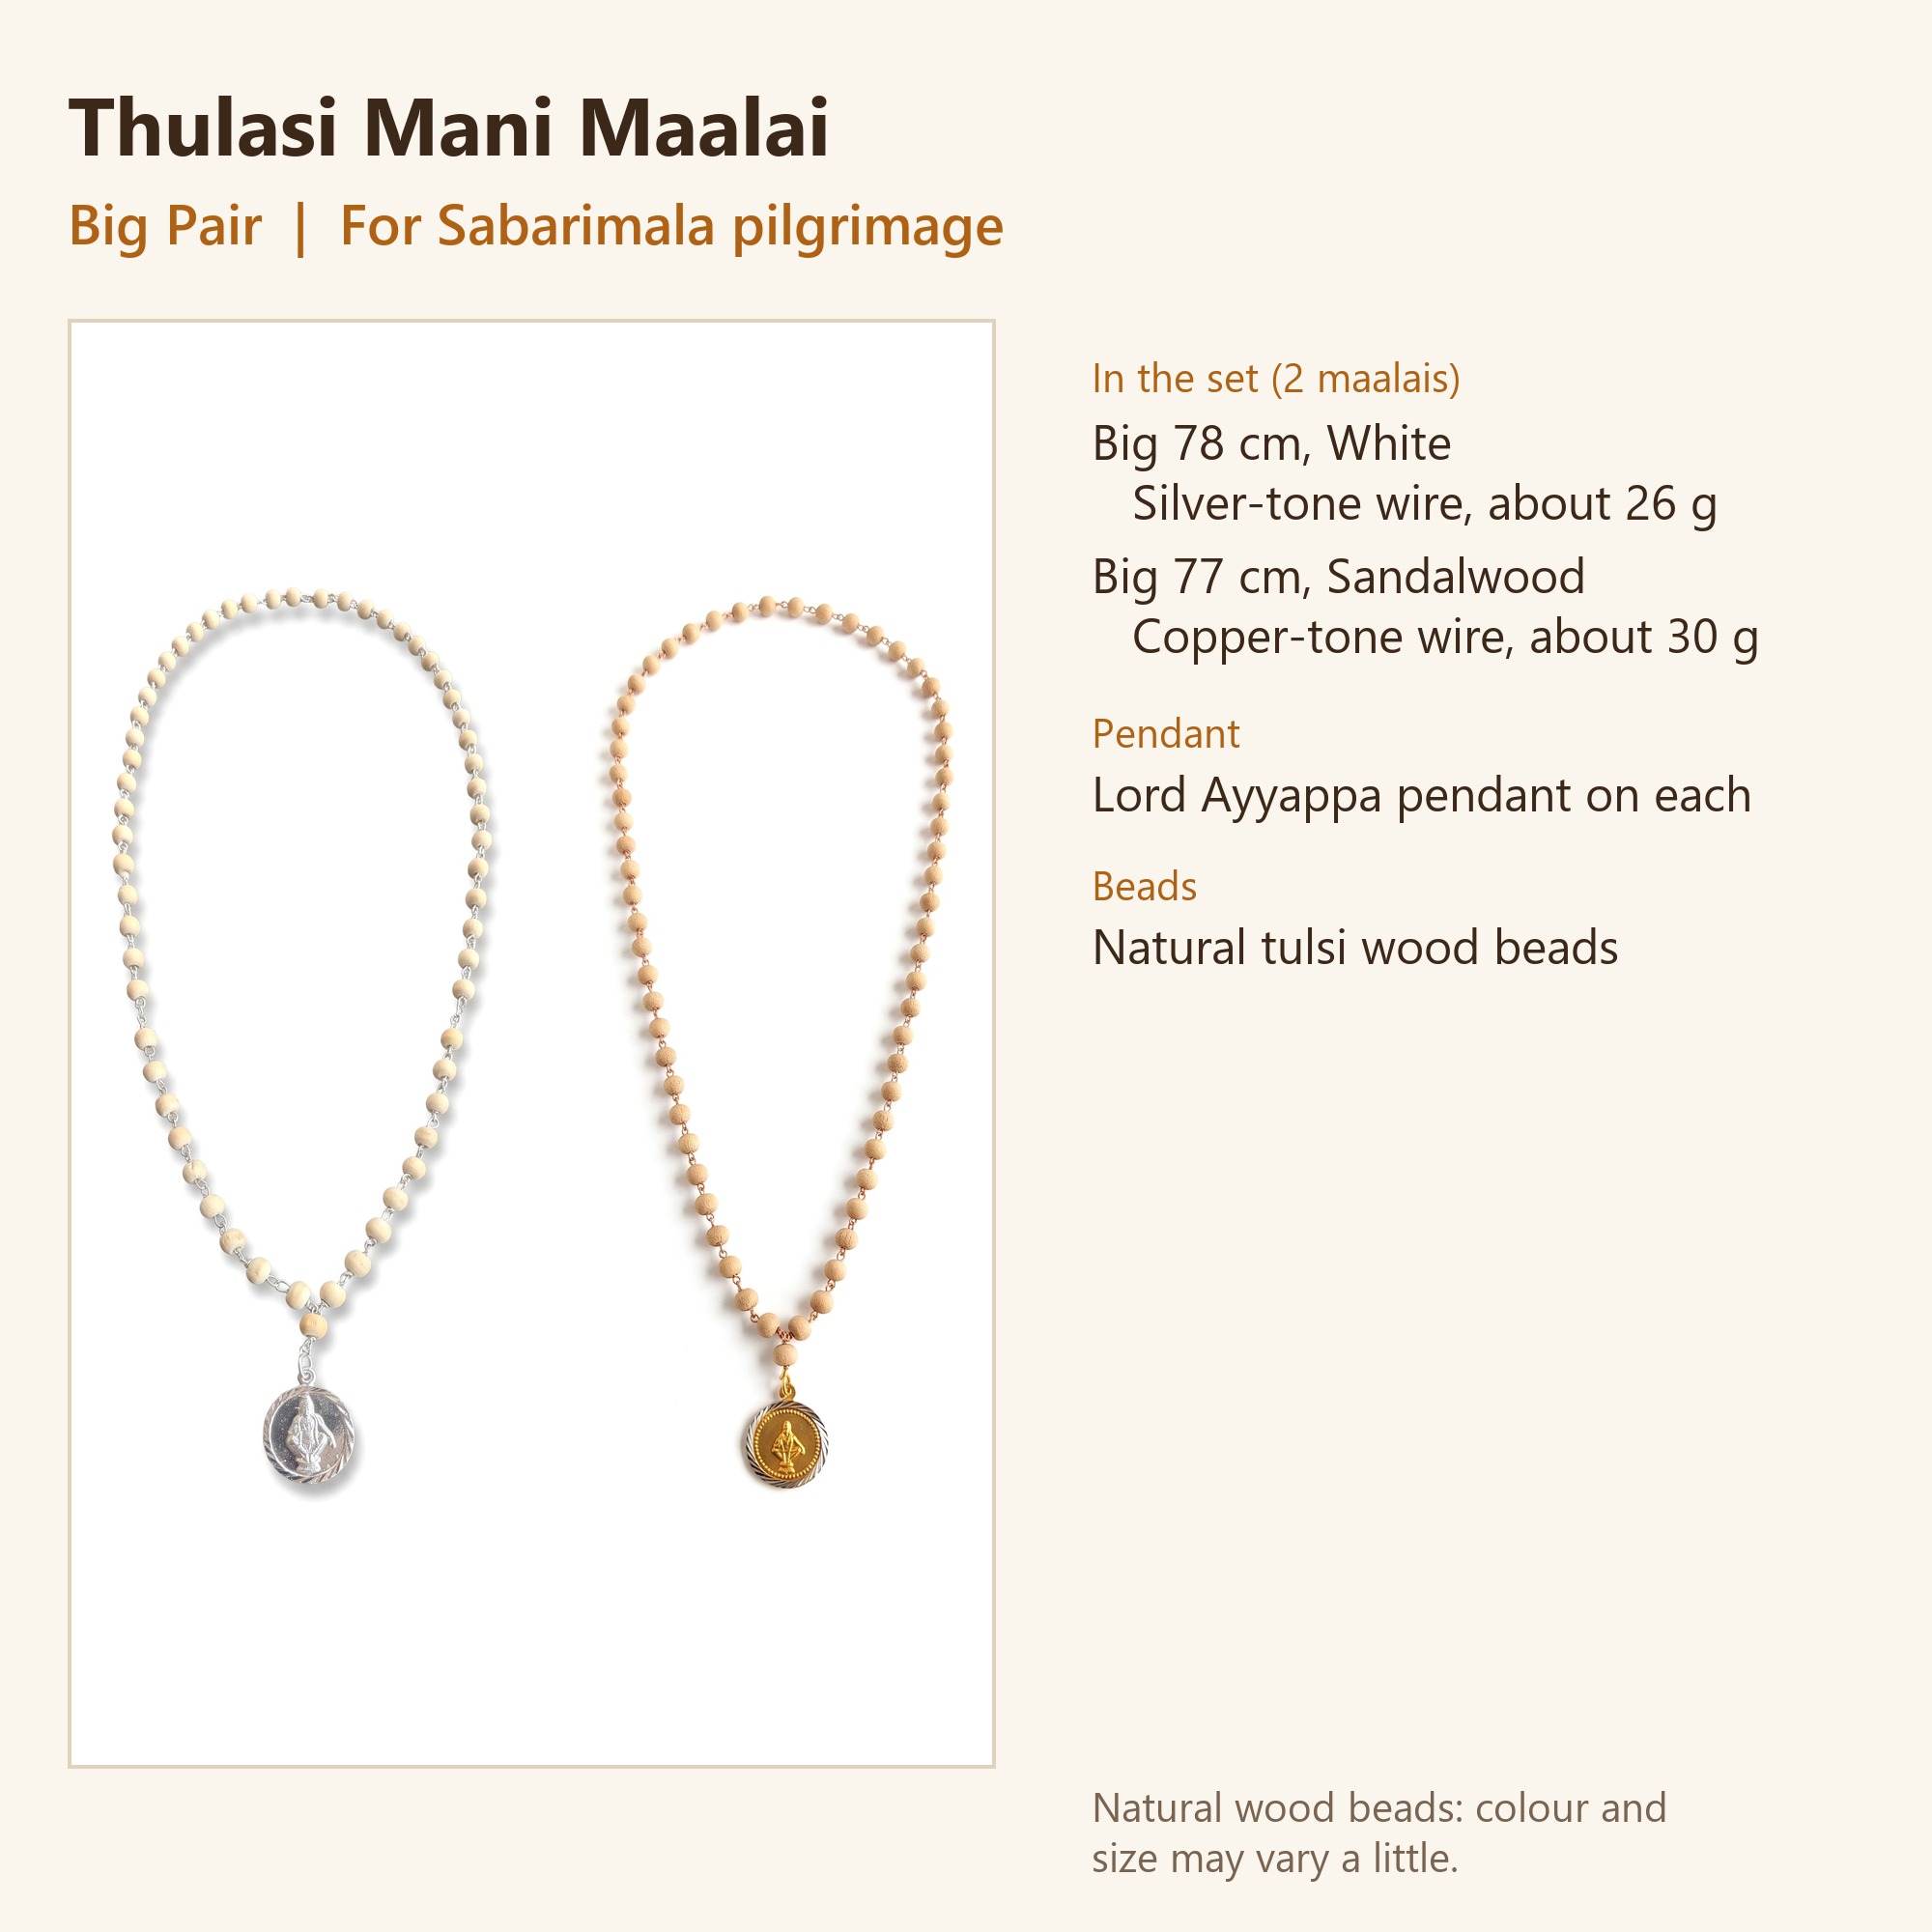 Thulasi Mani Maalai
Big Pair | For Sabarimala pilgrimage
In the set (2 maalais)
Big 78 cm, White
Silver-tone wire, about 26 g
Big 77 cm, Sandalwood
Copper-tone wire, about 30 g
Pendant
Lord Ayyappa pendant on each
Beads
Natural tulsi wood beads
Natural wood beads: colour and
size may vary a little.